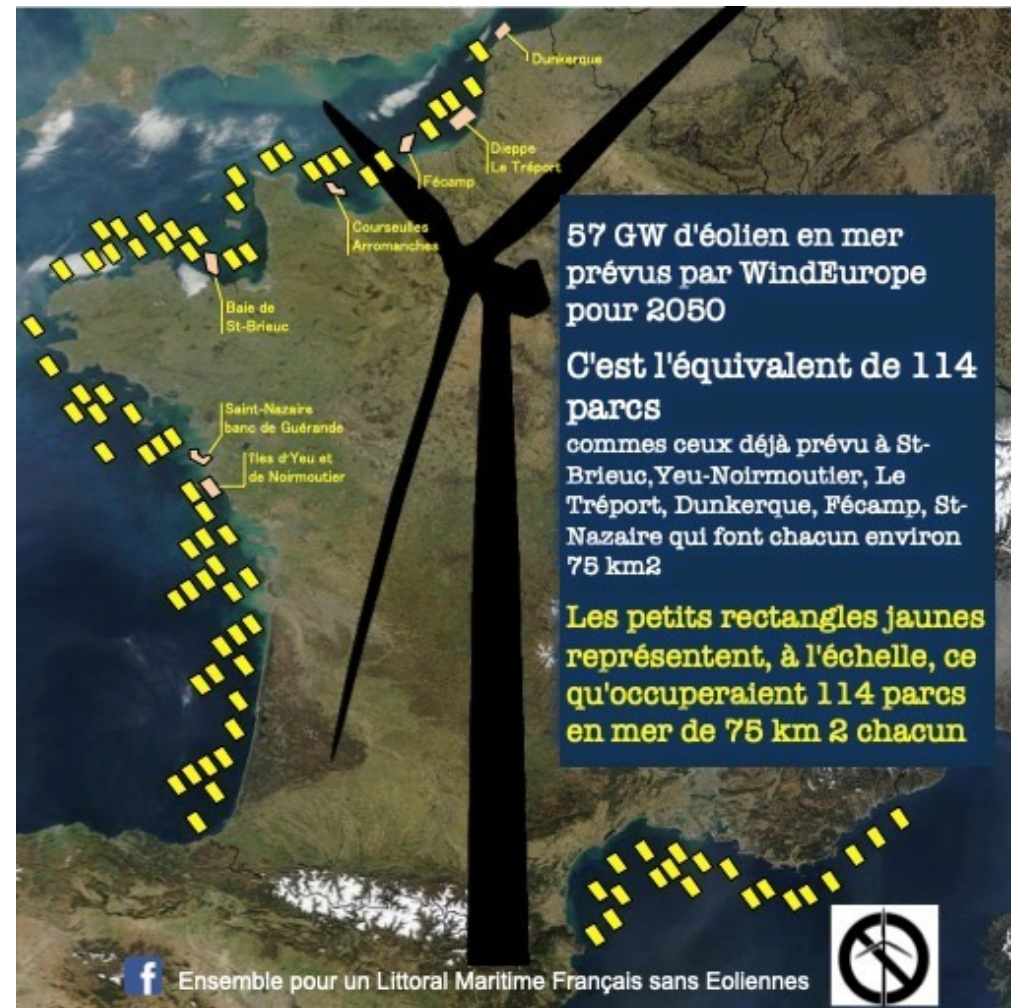 Dunkerque
Dieppe
Le Tréport
Fécamp
Courseulles
Arromanches
Baie de
St-Brieuc
Saint-Nazaire
banc de Guérande
Iles d'Yeu et
de Noirmoutier
57 GW d'éolien en mer
prévus par WindEurope
pour 2050
C'est l'équivalent de 114
parcs
commes ceux déjà prévu à St-
Brieuc,Yeu-Noirmoutier, Le
Tréport, Dunkerque, Fécamp, St-
Nazaire qui font chacun environ
75 km2
Les petits rectangles jaunes
représentent, à l'échelle, ce
qu'occuperaient 114 parcs
en mer de 75 km 2 chacun
f Ensemble pour un Littoral Maritime Français sans Eoliennes